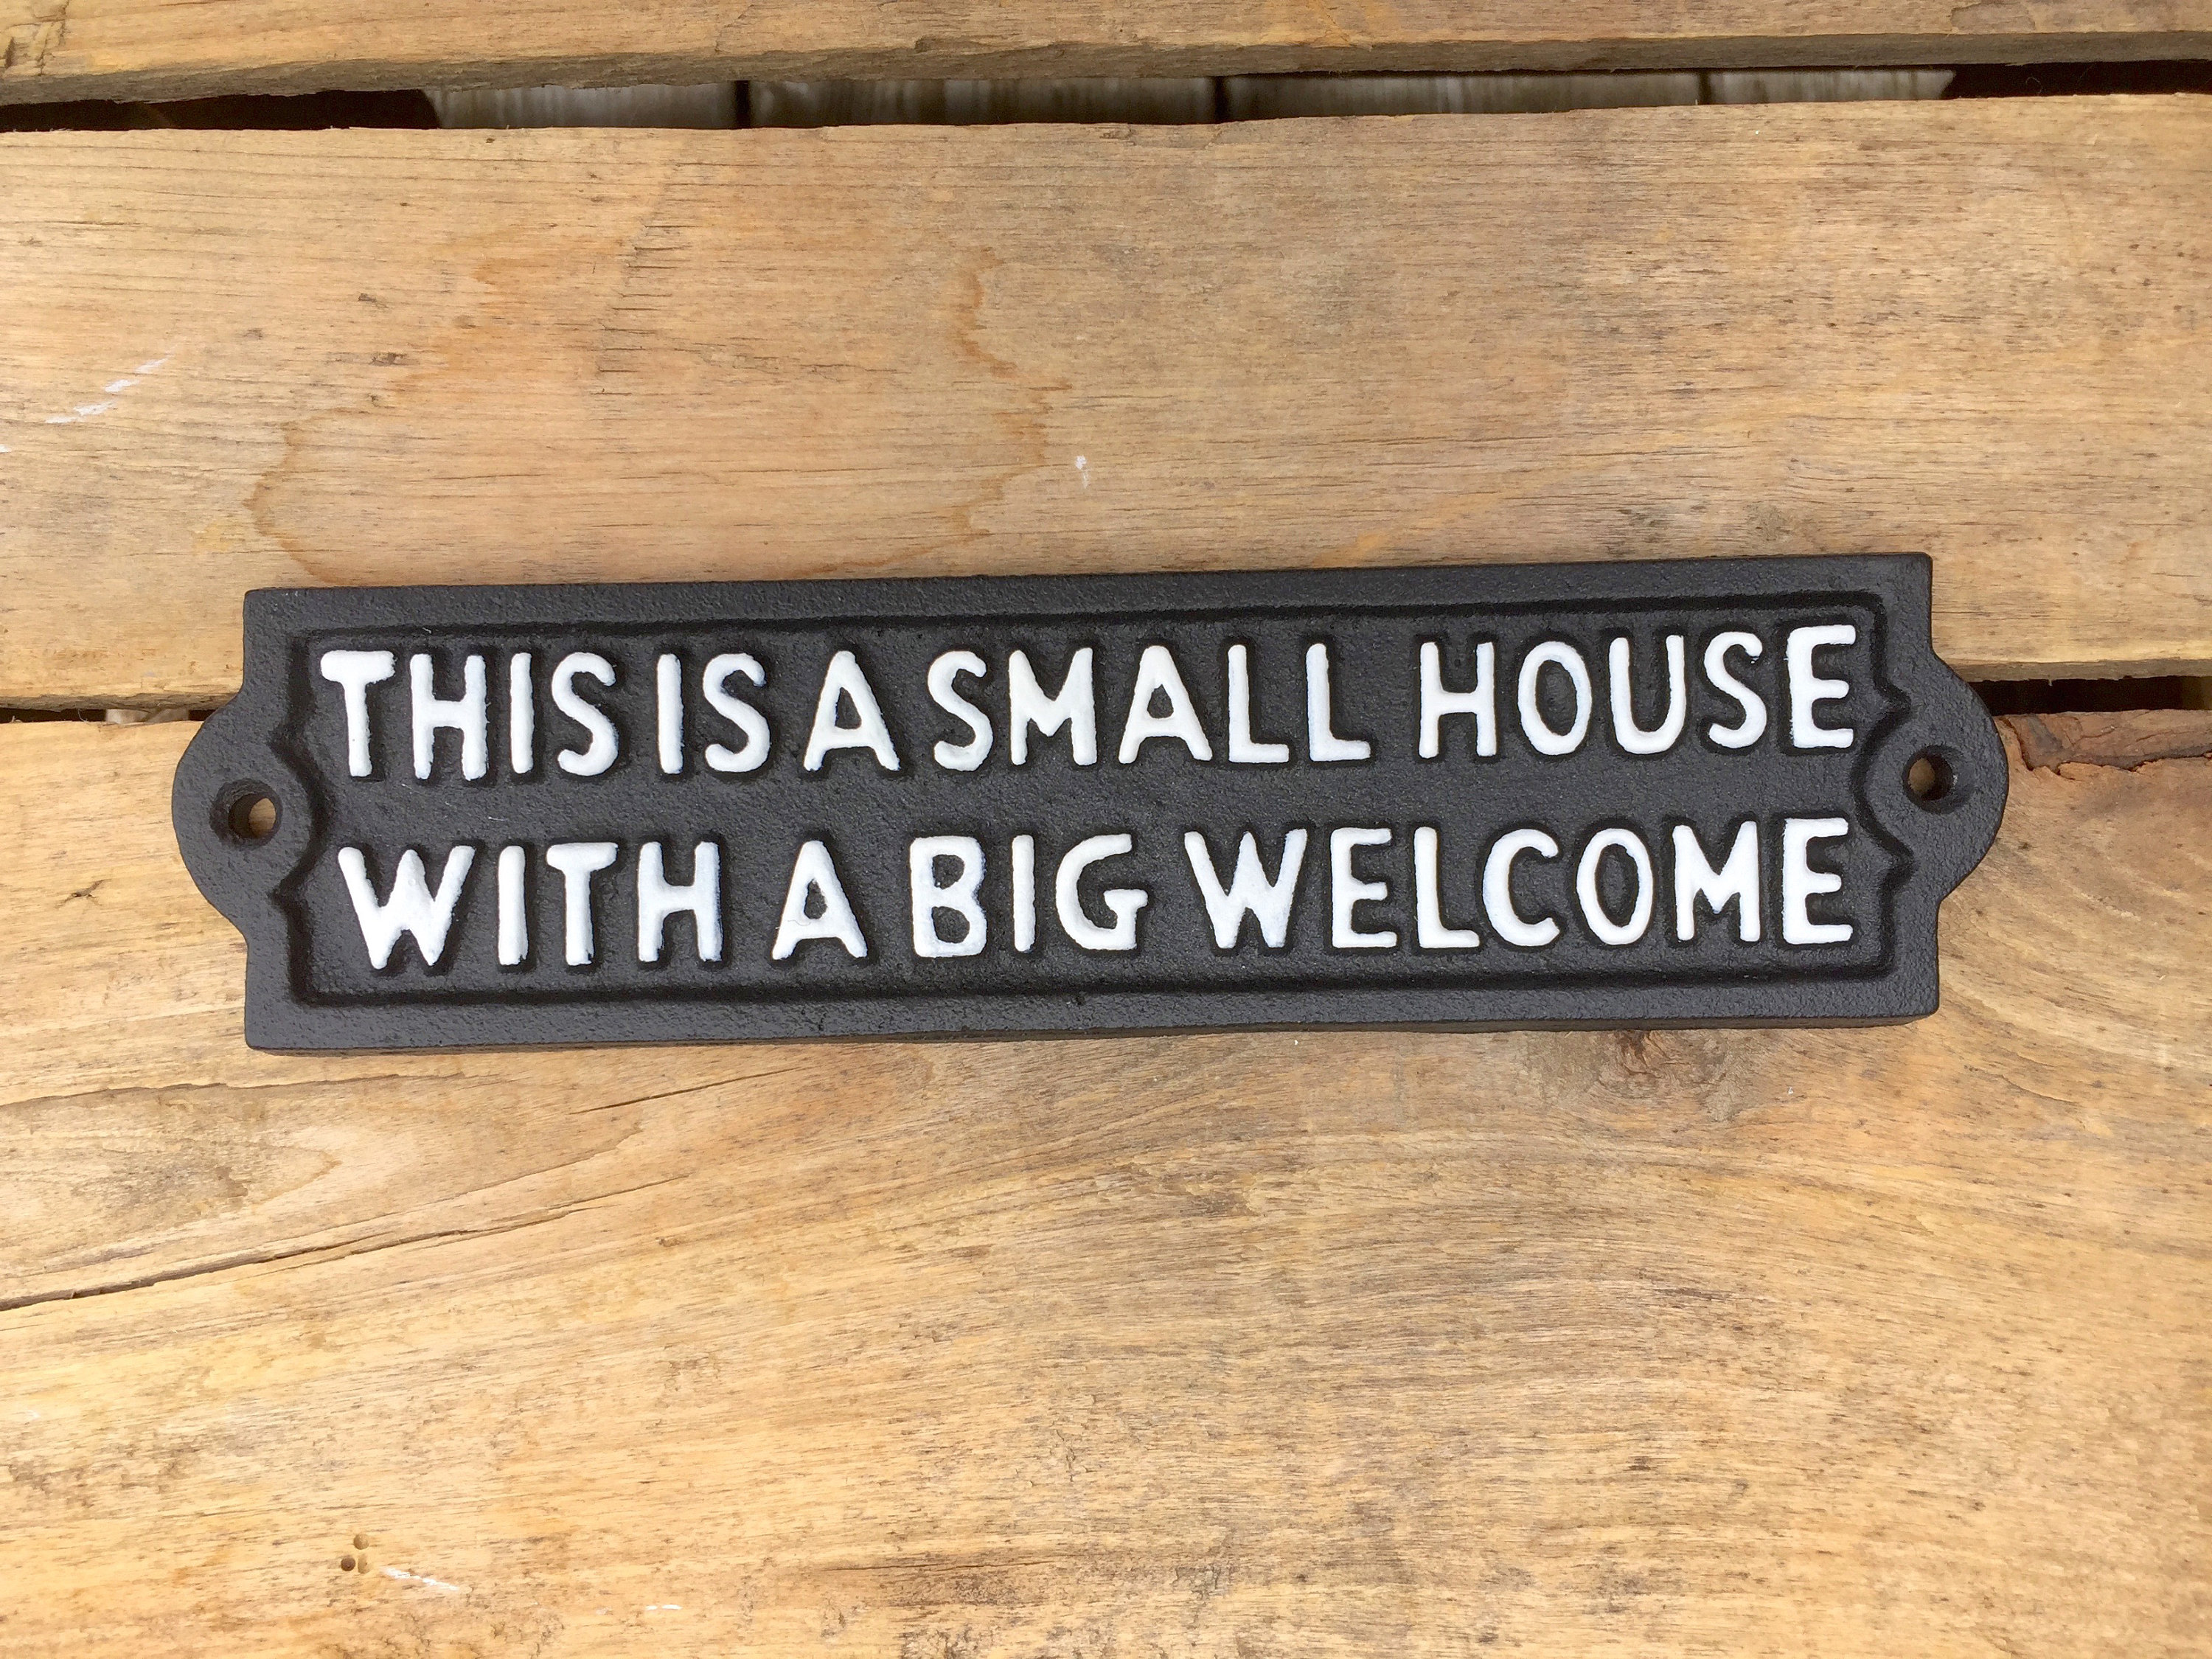 THIS IS A SMALL HOUSE
WITH A BIG WELCOME